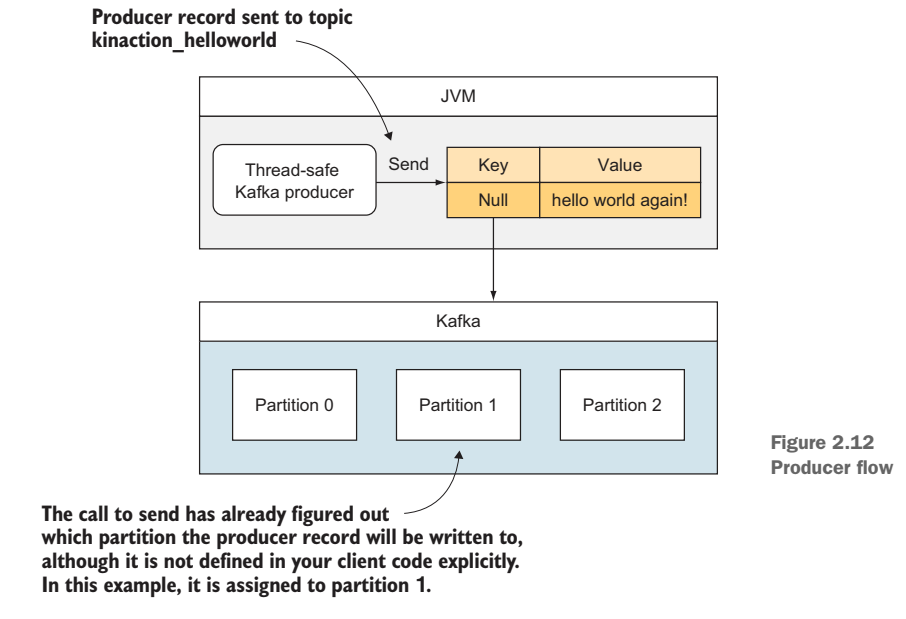 Producer record sent to topic
kinaction_helloworld
JVM
Thread-safe
Kafka producer
Send
Key
Value
Null
hello world again!
Kafka
Partition 0
Partition 1
Partition 2
Figure 2.12
Producer flow
The call to send has already figured out
which partition the producer record will be written to,
although it is not defined in your client code explicitly.
In this example, it is assigned to partition 1.